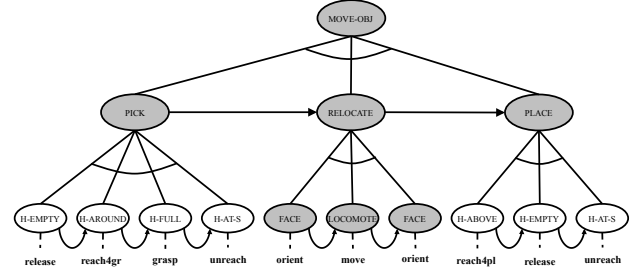 MOVE-OBJ
PICK RELOCATE PLACE
H-EMPTY H-AROUND H-FULL H-AT-S FACE LOCOMOTE FACE H-ABOVE H-EMPTY H-AT-S
release reach4gr grasp unreach orient move orient reach4pl release unreach